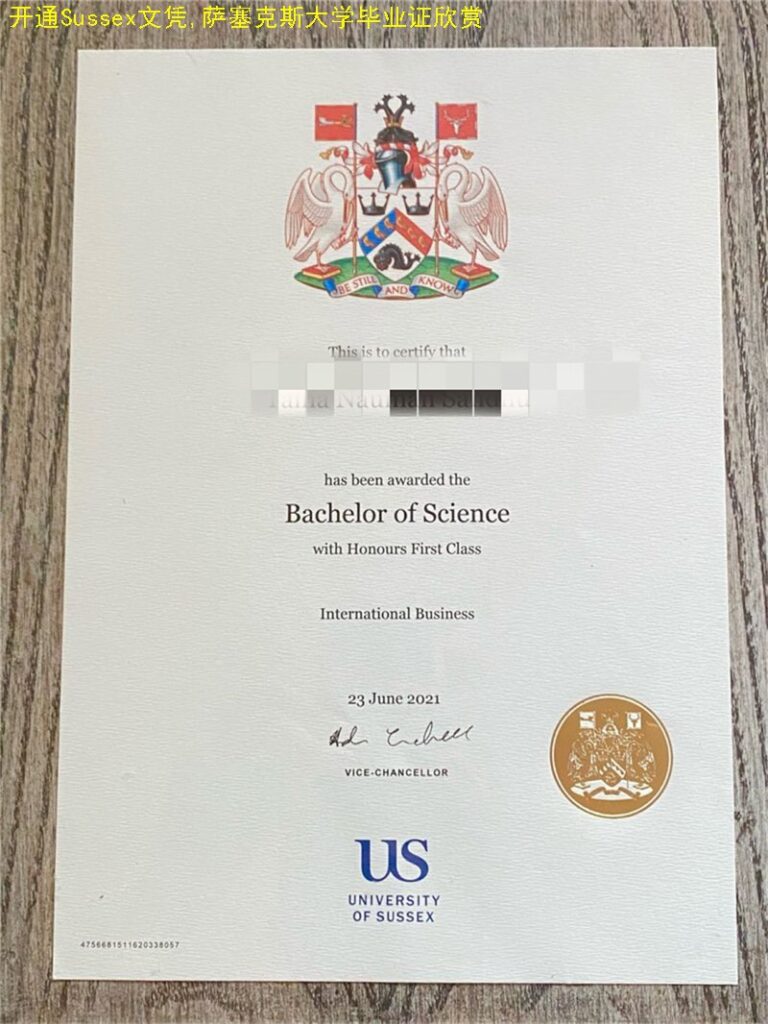 开通Sussex文凭,萨塞克斯大学毕业证欣赏
BE STILL AND KNOW
This is to certify that
has been awarded the
Bachelor of Science
with Honours First Class
International Business
23 June 2021
VICE-CHANCELLOR
US
UNIVERSITY
OF SUSSEX
4756681511620338057